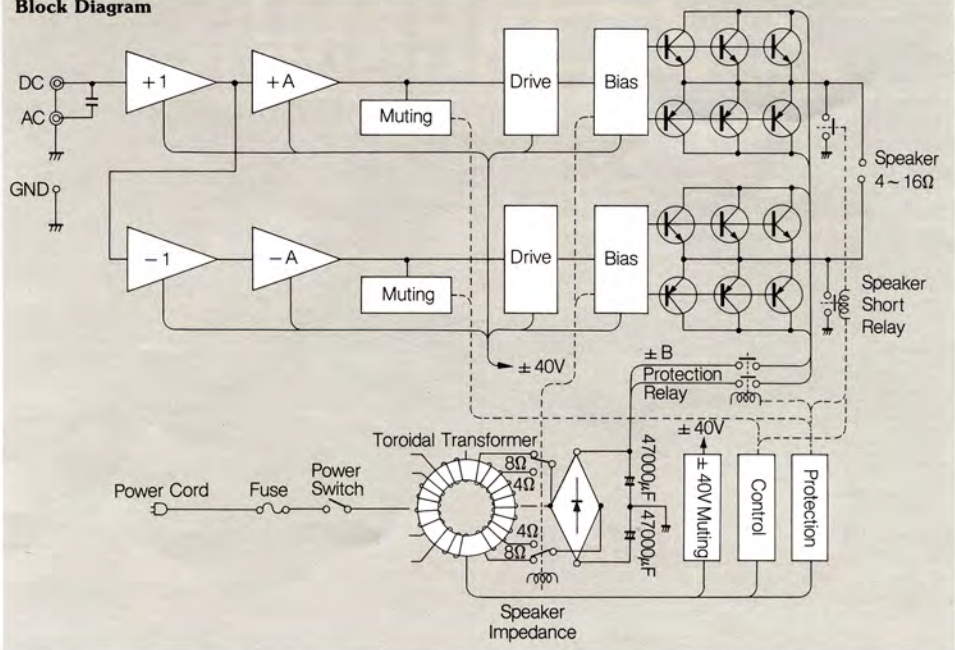 Block Diagram
DC
AC
GND
+1
+A
Muting
Drive
Bias
Speaker
4~16Ω
-1
-A
Muting
Drive
Bias
Speaker
Short
Relay
±40V
±B
Protection
Relay
Toroidal Transformer
8Ω
4Ω
4Ω
8Ω
Power Cord
Fuse
Power
Switch
47000μF
47000μF
±40V
±40V Muting
Control
Protection
Speaker
Impedance